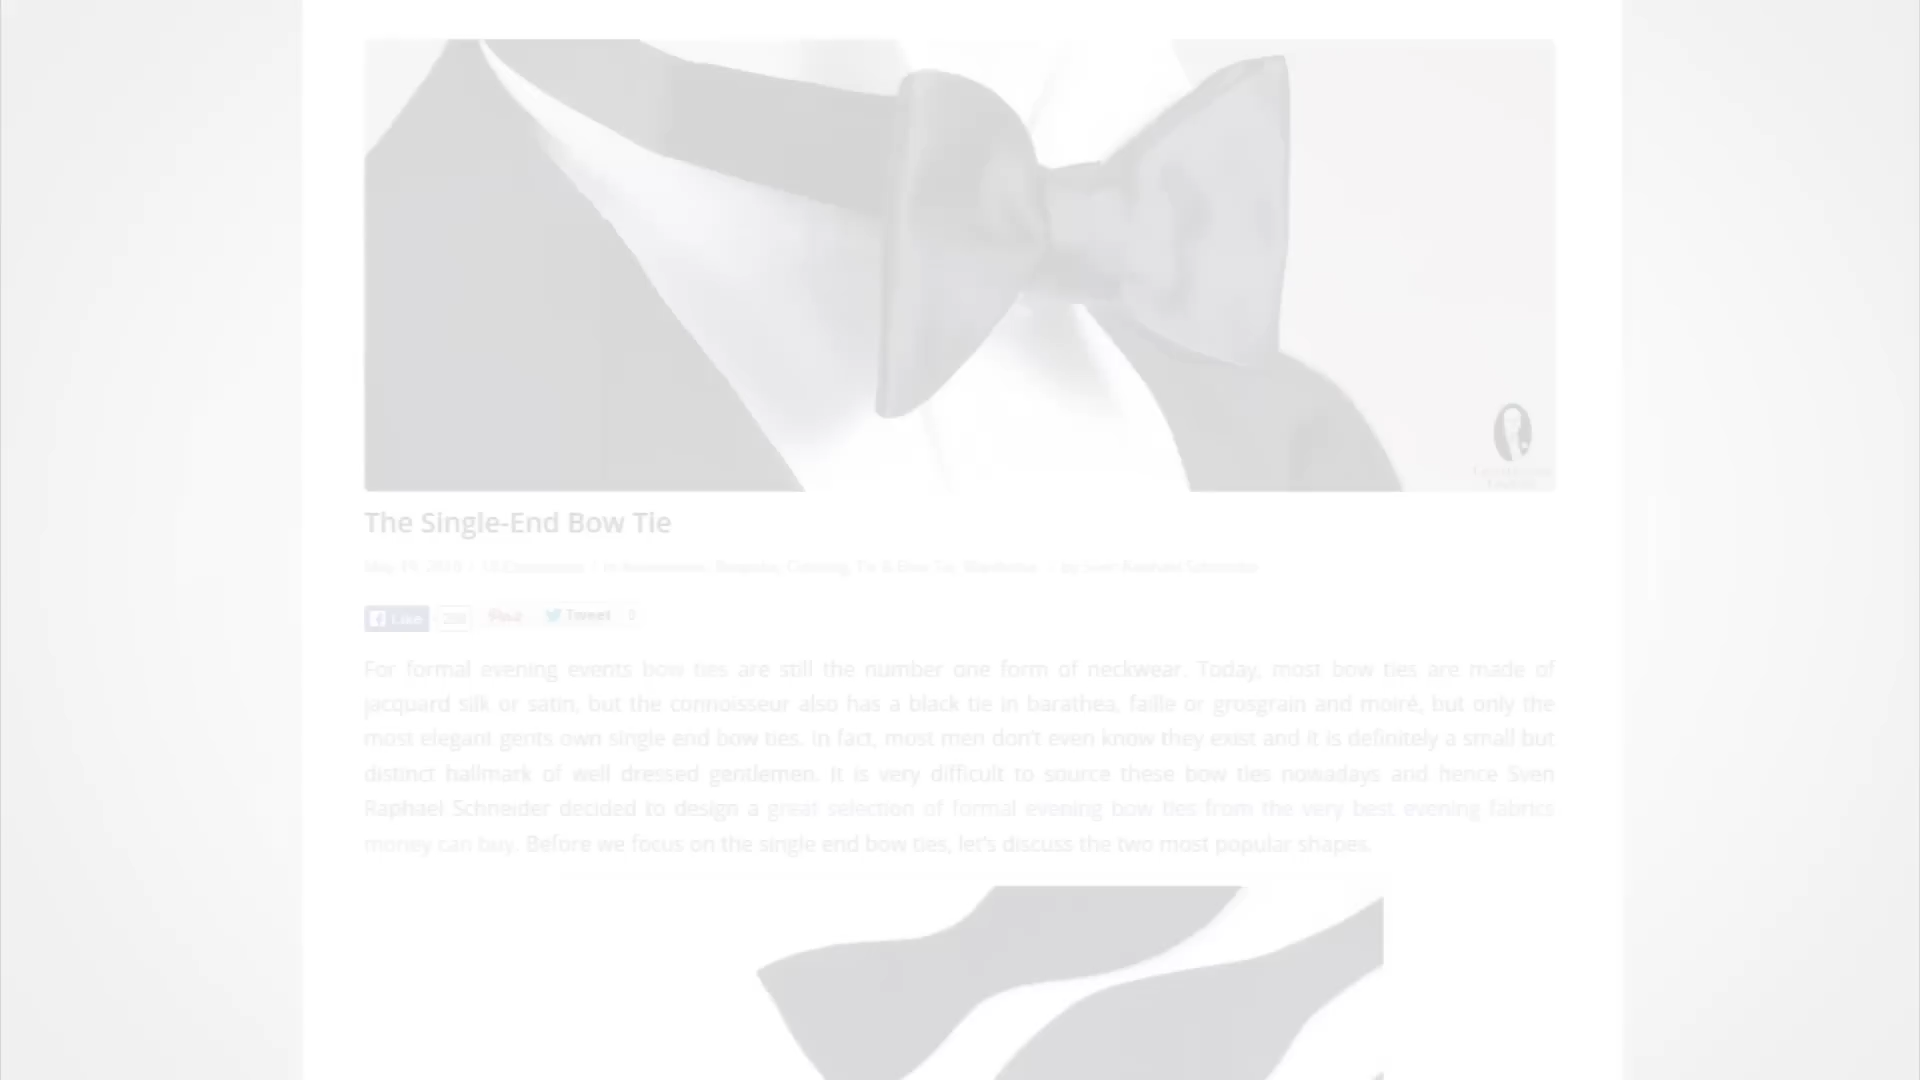 The Single-End Bow Tie
Like
Tweet 0
For formal evening events bow ties are still the number one form of neckwear. Today, most bow ties are made of
jacquard silk or satin, but the connoisseur also has a black tie in barathea, faille or grosgrain and moiré, but only the
most elegant gents own single end bow ties. In fact, most men don't even know they exist and it is definitely a small but
distinct hallmark of well dressed gentlemen. It is very difficult to source these bow ties nowadays and hence Sven
Raphael Schneider decided to design a great selection of formal evening bow ties from the very best evening fabrics
money can buy. Before we focus on the single end bow ties, let's discuss the two most popular shapes.